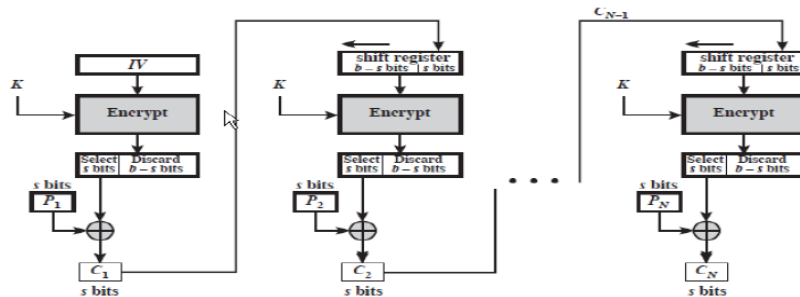 C_{N–1}
IV
shift register
b – s bits | s bits
shift register
b – s bits | s bits
K
Encrypt
K
Encrypt
K
Encrypt
Select Discard
s bits b – s bits
Select Discard
s bits b – s bits
Select Discard
s bits b – s bits
s bits
P_1
s bits
P_2
s bits
P_N
C_1
s bits
C_2
s bits
C_N
s bits